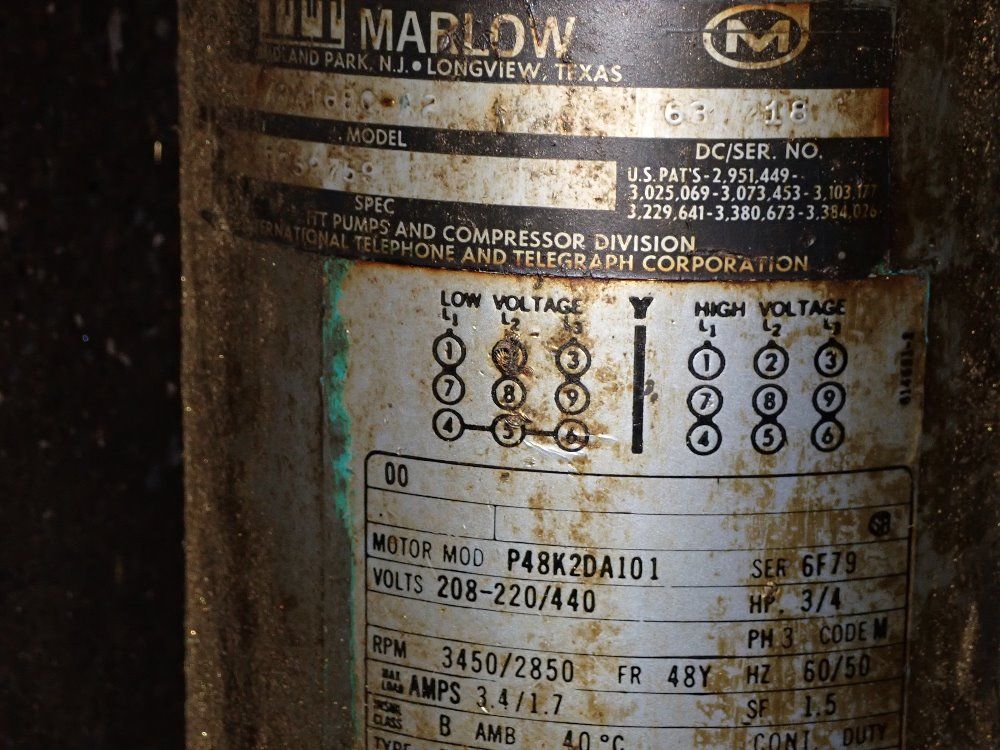 MARLOW M
PARK, N.J. • LONGVIEW, TEXAS
63 18
MODEL DC/SER. NO.
U.S. PAT'S-2,951,449-
3,025,069-3,073,453-3,103,177
3,229,641-3,380,673-3,384,026
SPEC
ITT PUMPS AND COMPRESSOR DIVISION
INTERNATIONAL TELEPHONE AND TELEGRAPH CORPORATION
LOW VOLTAGE Y HIGH VOLTAGE
L1 L2 L3 L1 L2 L3
1 3 1 2 3
7 8 9 7 8 9
4 5 6 4 5 6
00
MOTOR MOD P48K2DA101 SER 6F79
VOLTS 208-220/440 HP. 3/4
PH 3 CODE M
RPM 3450/2850 FR 48Y HZ 60/50
MAX LOAD AMPS 3.4/1.7 SF 1.5
INSUL CLASS B AMB 40°C CONT DUTY
TYPE